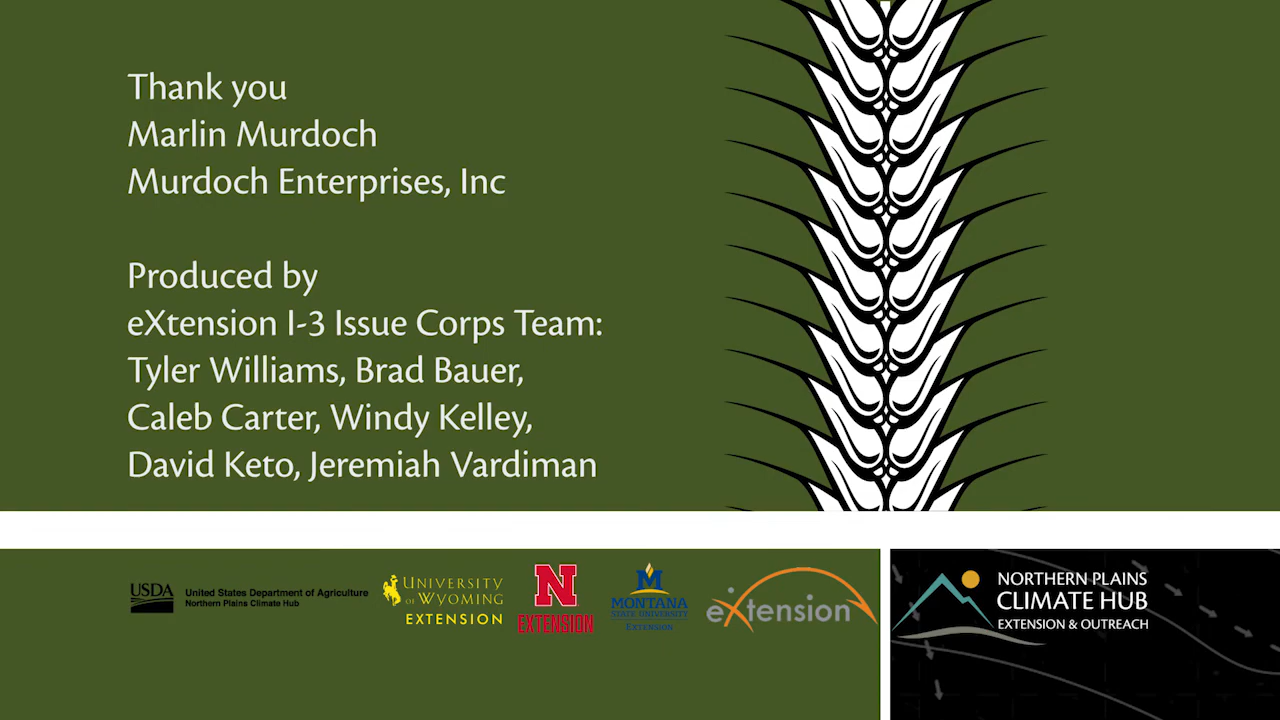 Thank you
Marlin Murdoch
Murdoch Enterprises, Inc
Produced by
eXtension I-3 Issue Corps Team:
Tyler Williams, Brad Bauer,
Caleb Carter, Windy Kelley,
David Keto, Jeremiah Vardiman
USDA
United States Department of Agriculture
Northern Plains Climate Hub
UNIVERSITY
OF WYOMING
EXTENSION
N
EXTENSION
M
MONTANA
STATE UNIVERSITY
EXTENSION
eXtension
NORTHERN PLAINS
CLIMATE HUB
EXTENSION & OUTREACH